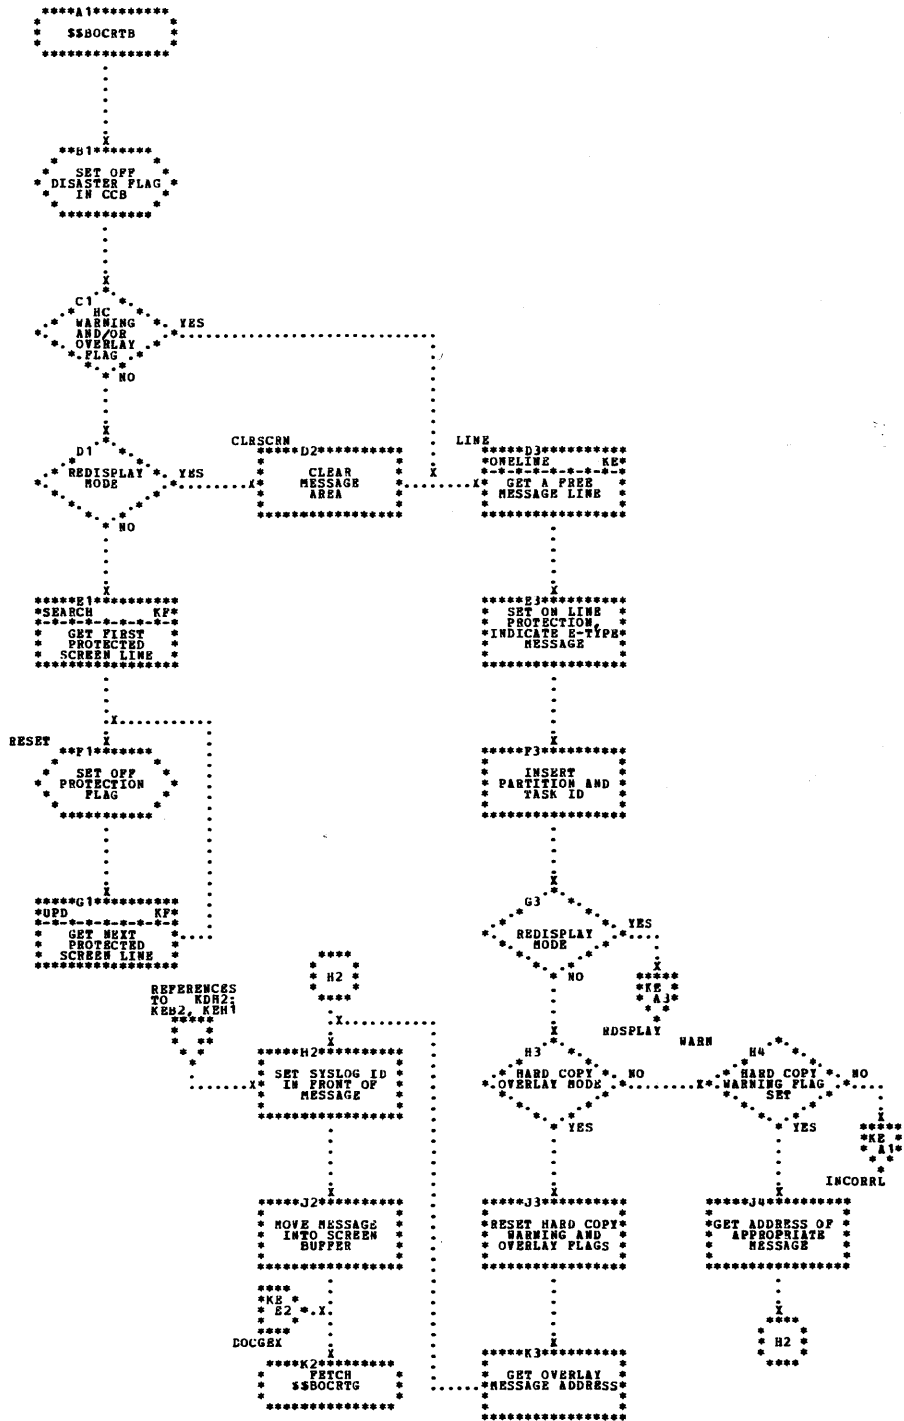 A1
$$BOCRTB
B1
SET OFF
DISASTER FLAG
IN CCB
C1
HC
WARNING
AND/OR
OVERLAY
FLAG
YES
NO
D1
REDISPLAY
MODE
YES
NO
CLRSCRN
D2
CLEAR
MESSAGE
AREA
LINE
D3
ONELINE KE
GET A FREE
MESSAGE LINE
E1
SEARCH KF
GET FIRST
PROTECTED
SCREEN LINE
E3
SET ON LINE
PROTECTION,
INDICATE E-TYPE
MESSAGE
RESET
F1
SET OFF
PROTECTION
FLAG
F3
INSERT
PARTITION AND
TASK ID
G1
UPD KF
GET NEXT
PROTECTED
SCREEN LINE
G3
REDISPLAY
MODE
YES
NO
KE
A3
RDSPLAY
H2
REFERENCES
TO KDH2:
KEB2, KEH1
H2
SET SYSLOG ID
IN FRONT OF
MESSAGE
H3
HARD COPY
OVERLAY MODE
NO
YES
WARN
H4
HARD COPY
WARNING FLAG
SET
NO
YES
KE
A1
INCORRL
J2
MOVE MESSAGE
INTO SCREEN
BUFFER
J3
RESET HARD COPY
WARNING AND
OVERLAY FLAGS
J4
GET ADDRESS OF
APPROPRIATE
MESSAGE
KE
E2
DOCGEX
H2
K2
FETCH
$$BOCRTG
K3
GET OVERLAY
MESSAGE ADDRESS